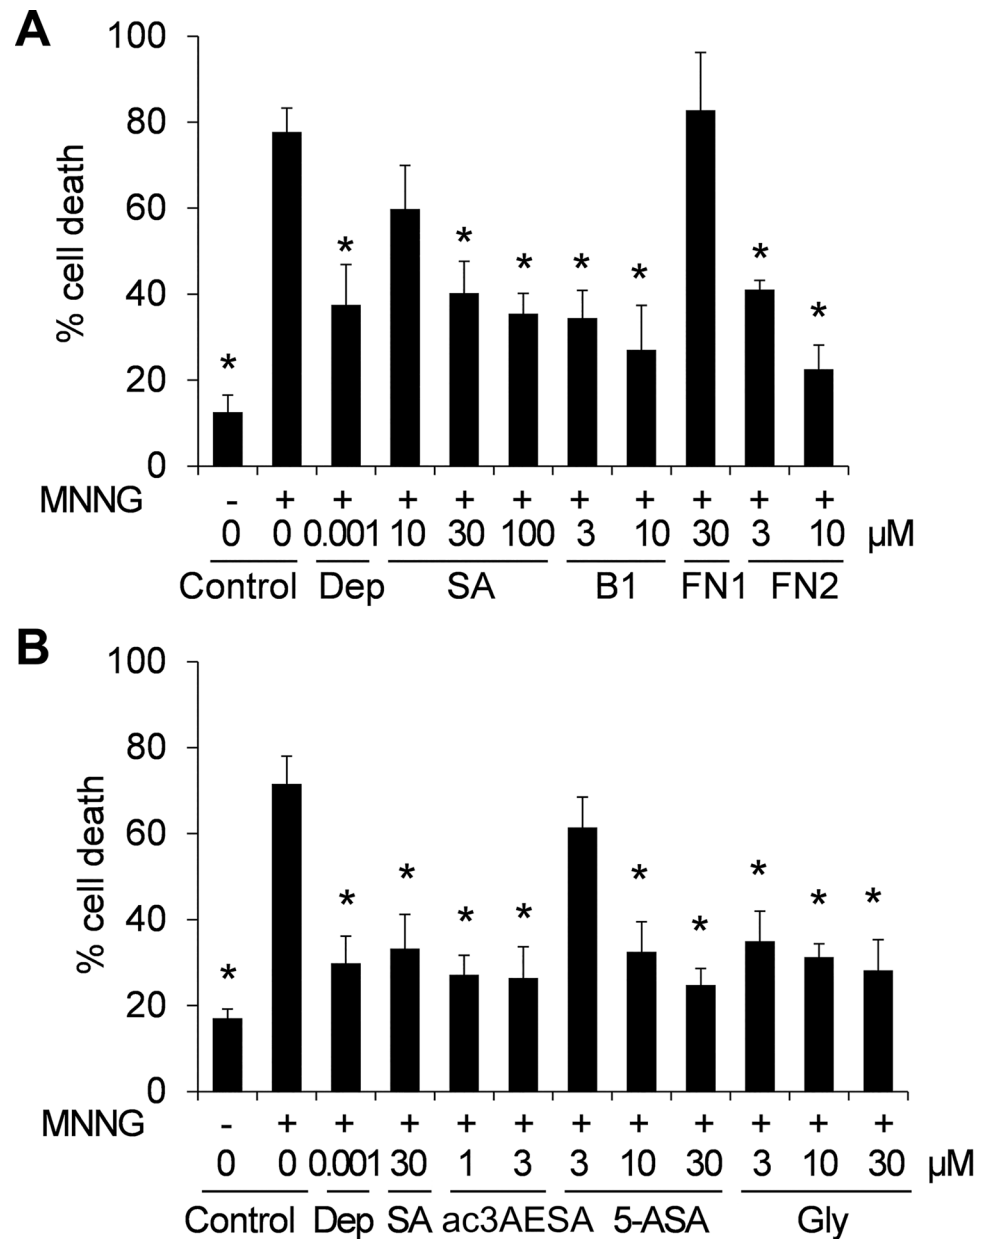 A
100
80
60
40
20
0
% cell death
* * * * * * * *
MNNG - + + + + + + + + + +
0 0 0.001 10 30 100 3 10 30 3 10 µM
Control Dep SA B1 FN1 FN2
B
100
80
60
40
20
0
% cell death
* * * * * * * * * *
MNNG - + + + + + + + + + + +
0 0 0.001 30 1 3 3 10 30 3 10 30 µM
Control Dep SA ac3AESA 5-ASA Gly